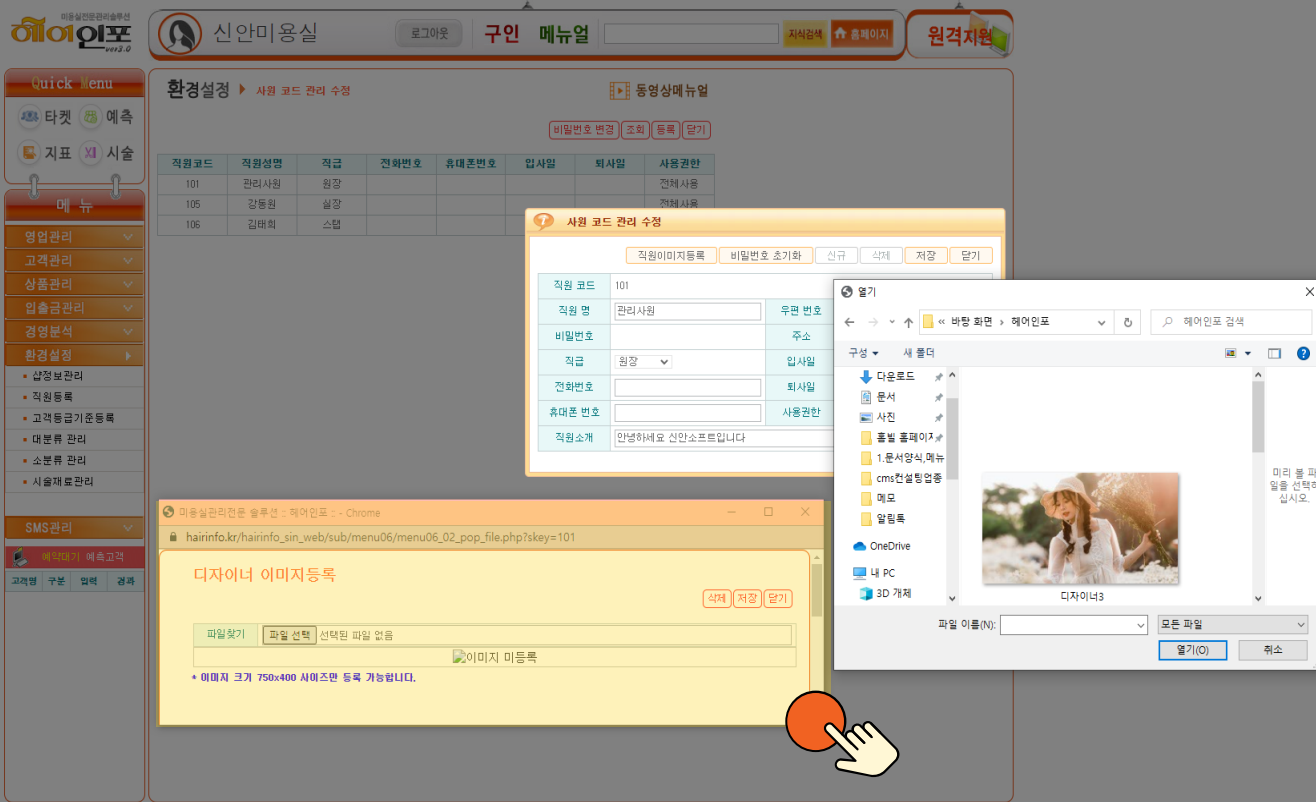 미용실전문관리솔루션
헤어인포
ver3.0
신안미용실
로그아웃
구인
메뉴얼
지식검색
홈페이지
원격지원
Quick Menu
타켓 예측
지표 시술
메 뉴
영업관리
고객관리
상품관리
입출금관리
경영분석
환경설정
샵정보관리
직원등록
고객등급기준등록
대분류 관리
소분류 관리
시술재료관리
SMS관리
예약대기 예측고객
고객명 구분 입력 경과
환경설정 사원 코드 관리 수정
동영상메뉴얼
비밀번호 변경 조회 등록 닫기
직원코드 직원성명 직급 전화번호 휴대폰번호 입사일 퇴사일 사용권한
101 관리사원 원장 전체사용
105 강동원 실장 전체사용
106 김태희 스탭
사원 코드 관리 수정
직원이미지등록 비밀번호 초기화 신규 삭제 저장 닫기
직원 코드 101
직원 명 관리사원 우편 번호
비밀번호 주소
직급 원장 입사일
전화번호 퇴사일
휴대폰 번호 사용권한
직원소개 안녕하세요 신안소프트입니다
미용실관리전문 솔루션 :: 헤어인포 :: - Chrome
hairinfo.kr/hairinfo_sin_web/sub/menu06/menu06_02_pop_file.php?skey=101
디자이너 이미지등록
삭제 저장 닫기
파일찾기 파일 선택 선택된 파일 없음
이미지 미등록
* 이미지 크기 750x400 사이즈만 등록 가능합니다.
열기
« 바탕 화면 › 헤어인포
헤어인포 검색
구성 새 폴더
다운로드
문서
사진
홈빌 홈페이지
1.문서양식,메뉴
cms컨설팅업종
메모
알림톡
OneDrive
내 PC
3D 개체
디자이너3
미리 볼 파
일을 선택하
십시오.
파일 이름(N):
모든 파일
열기(O) 취소